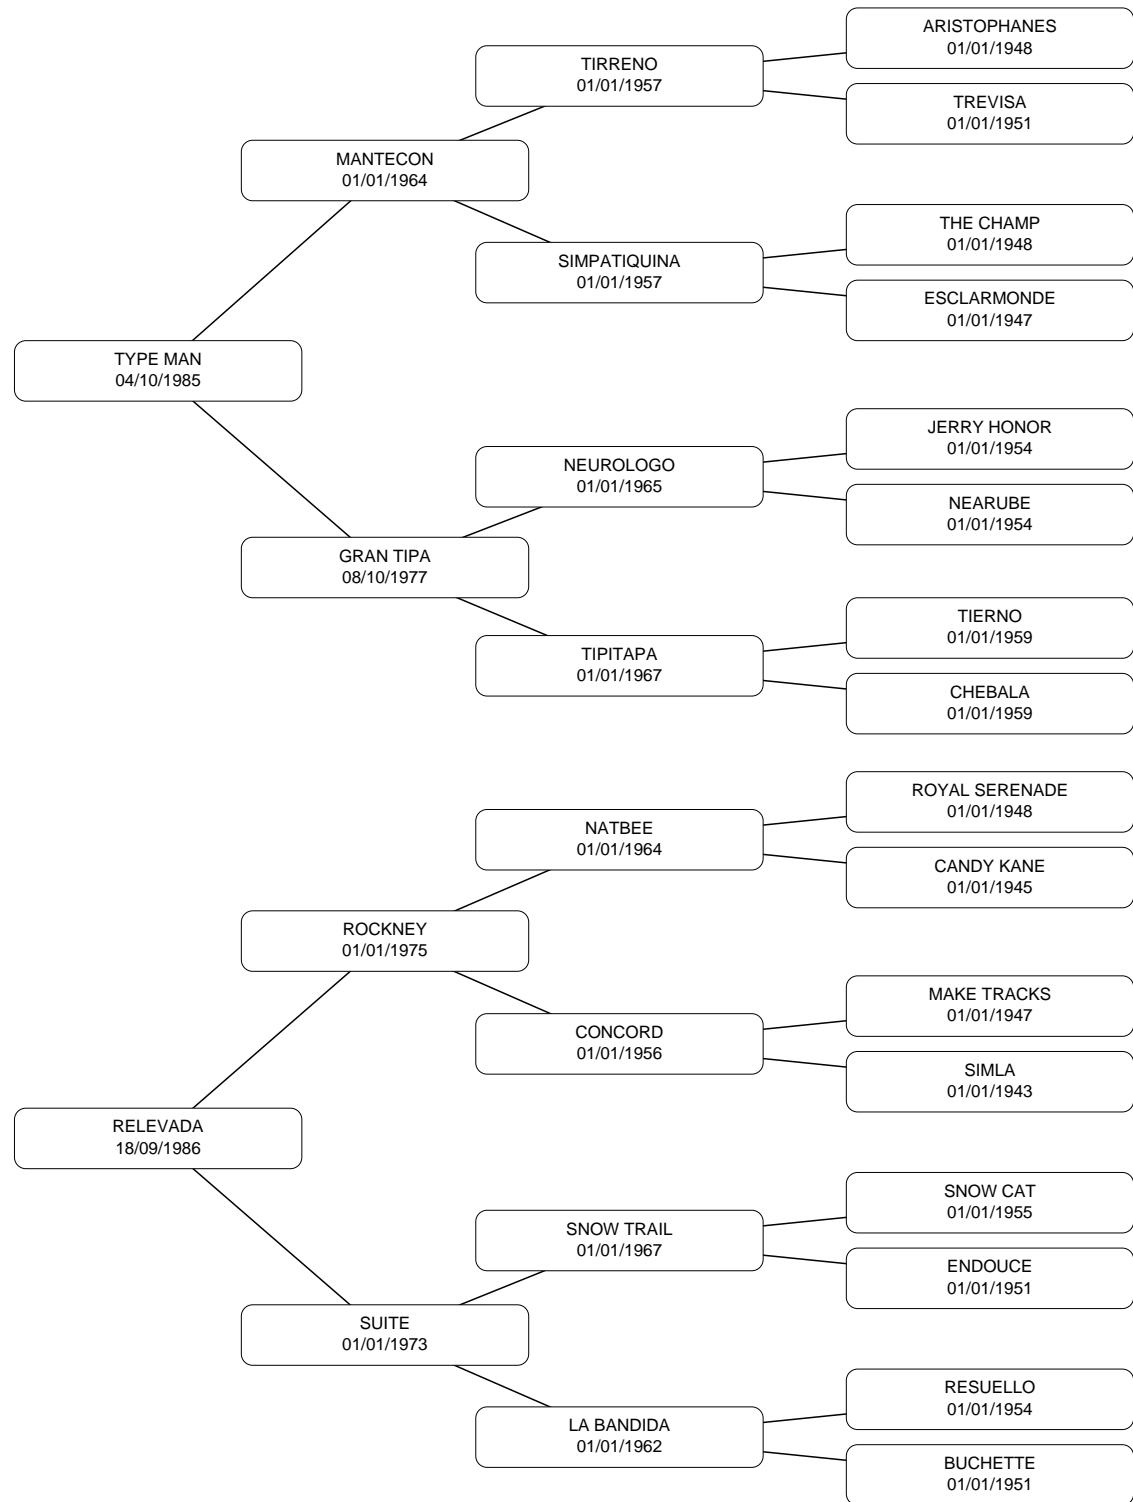 ARISTOPHANES
01/01/1948
TIRRENO
01/01/1957
TREVISA
01/01/1951
MANTECON
01/01/1964
THE CHAMP
01/01/1948
SIMPATIQUINA
01/01/1957
ESCLARMONDE
01/01/1947
TYPE MAN
04/10/1985
JERRY HONOR
01/01/1954
NEUROLOGO
01/01/1965
NEARUBE
01/01/1954
GRAN TIPA
08/10/1977
TIERNO
01/01/1959
TIPITAPA
01/01/1967
CHEBALA
01/01/1959
ROYAL SERENADE
01/01/1948
NATBEE
01/01/1964
CANDY KANE
01/01/1945
ROCKNEY
01/01/1975
MAKE TRACKS
01/01/1947
CONCORD
01/01/1956
SIMLA
01/01/1943
RELEVADA
18/09/1986
SNOW CAT
01/01/1955
SNOW TRAIL
01/01/1967
ENDOUCE
01/01/1951
SUITE
01/01/1973
RESUELLO
01/01/1954
LA BANDIDA
01/01/1962
BUCHETTE
01/01/1951